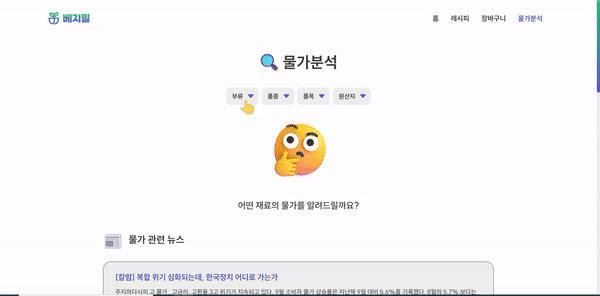 베지밀
홈 레시피 장바구니 물가분석
물가분석
부류 품종 품목 원산지
어떤 재료의 물가를 알려드릴까요?
물가 관련 뉴스
[칼럼] 복합 위기 심화되는데, 한국정치 어디로 가는가
주지하다시피 고 물가 , 고금리, 고환율 3고 위기가 지속되고 있다. 9월 소비자 물가 상승률은 지난해 9월 대비 5.6%를 기록했다. 8월의 5.7% 보다는